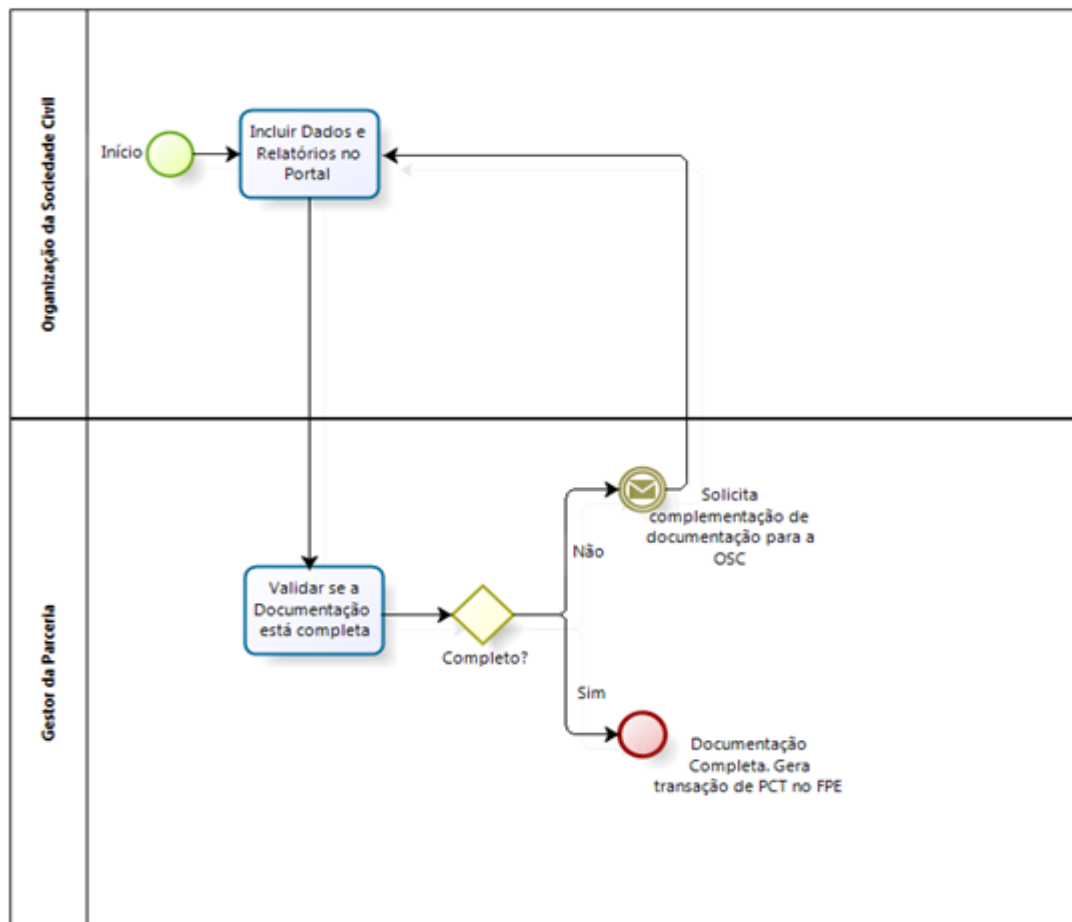 Organização da Sociedade Civil
Início
Incluir Dados e
Relatórios no
Portal
Gestor da Parceria
Validar se a
Documentação
está completa
Completo?
Não
Solicita
complementação de
documentação para a
OSC
Sim
Documentação
Completa. Gera
transação de PCT no FPE